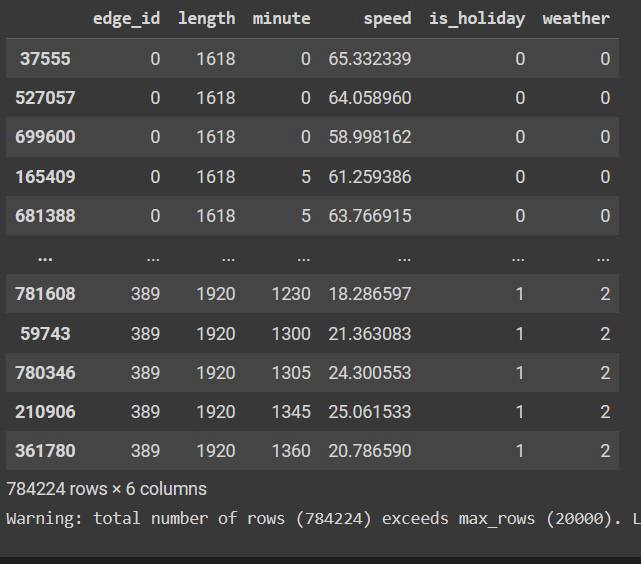 edge_id length minute speed is_holiday weather
37555 0 1618 0 65.332339 0 0
527057 0 1618 0 64.058960 0 0
699600 0 1618 0 58.998162 0 0
165409 0 1618 5 61.259386 0 0
681388 0 1618 5 63.766915 0 0
... ... ... ... ... ... ...
781608 389 1920 1230 18.286597 1 2
59743 389 1920 1300 21.363083 1 2
780346 389 1920 1305 24.300553 1 2
210906 389 1920 1345 25.061533 1 2
361780 389 1920 1360 20.786590 1 2
784224 rows × 6 columns
Warning: total number of rows (784224) exceeds max_rows (20000). L